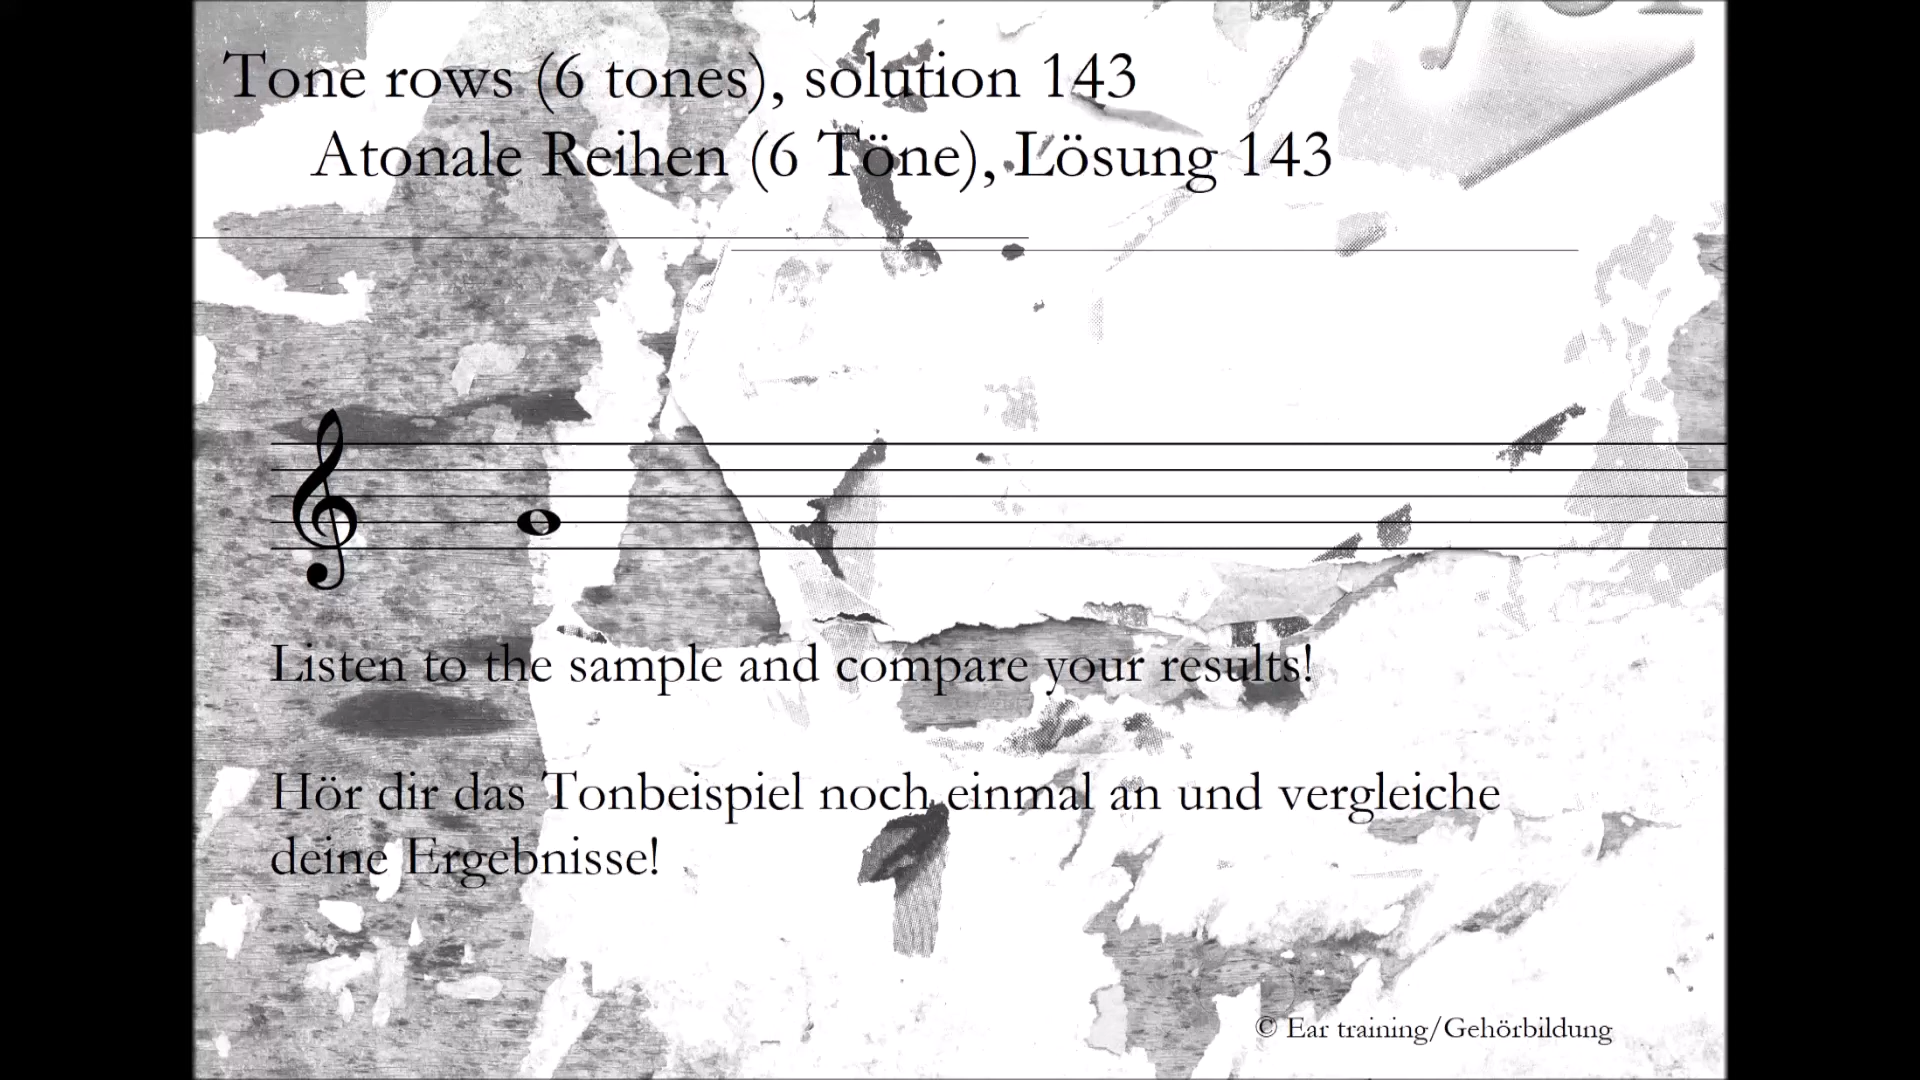 Tone rows (6 tones), solution 143
Atonale Reihen (6 Töne), Lösung 143
Listen to the sample and compare your results!
Hör dir das Tonbeispiel noch einmal an und vergleiche
deine Ergebnisse!
© Ear training/Gehörbildung